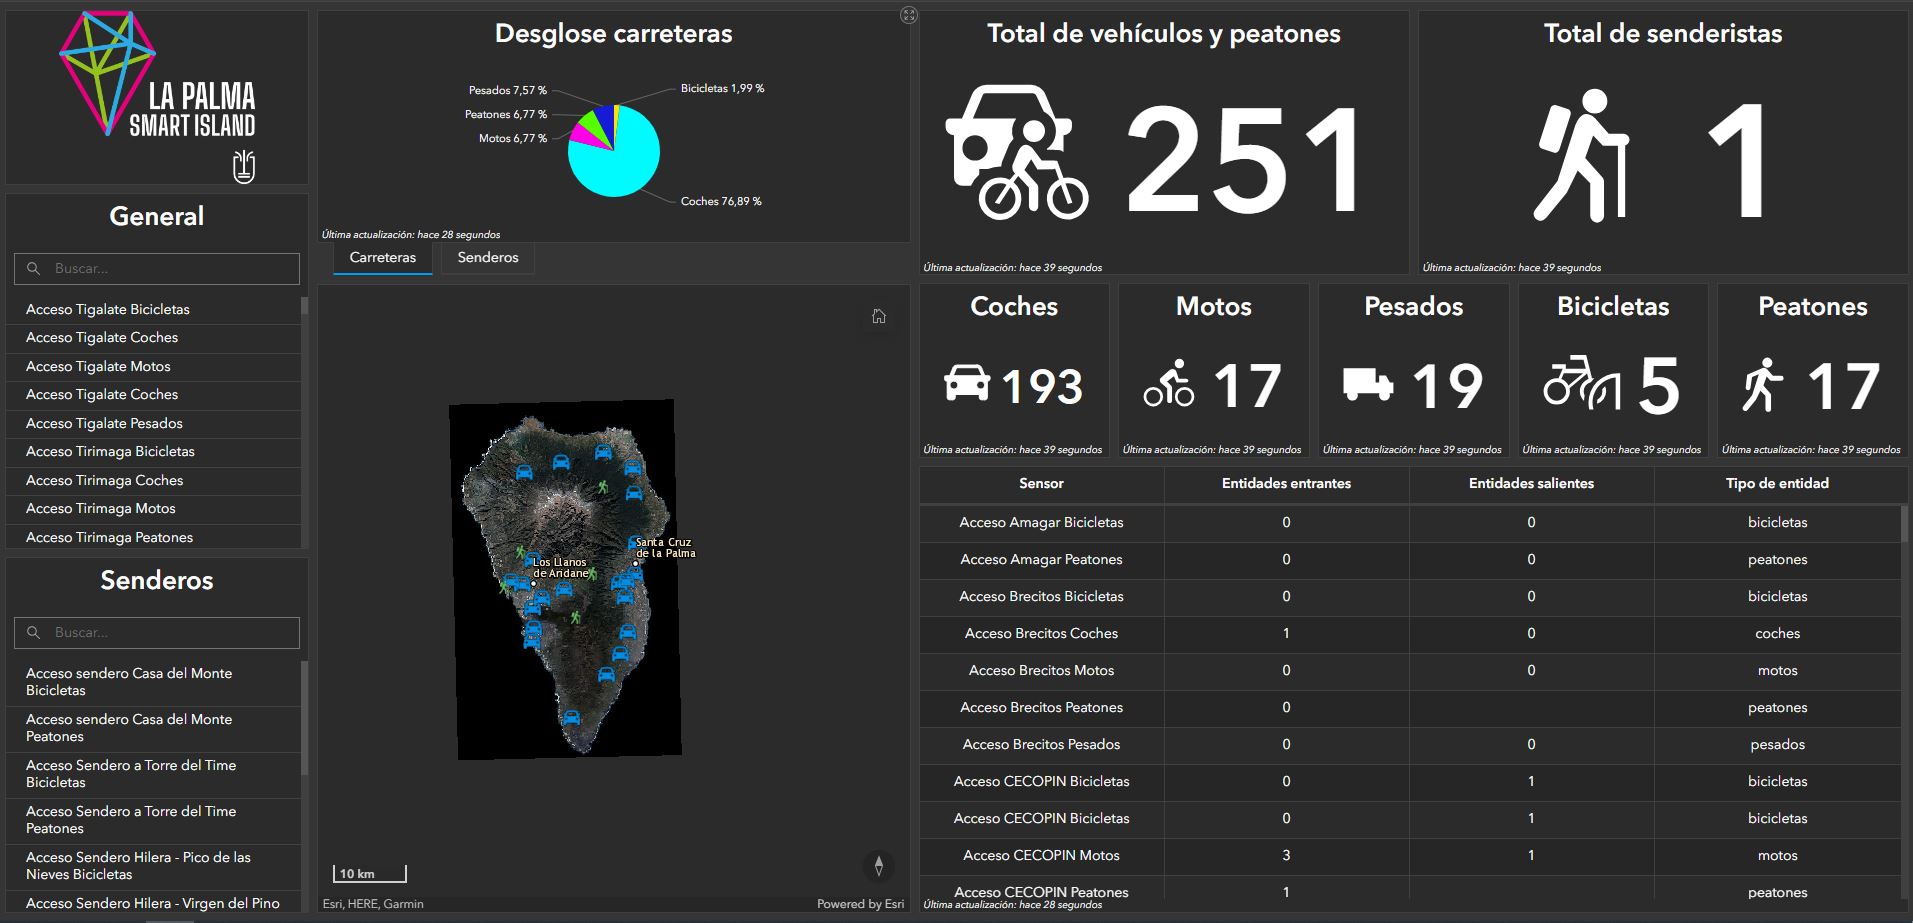 LA PALMA
SMART ISLAND
General
Buscar...
Acceso Tigalate Bicicletas
Acceso Tigalate Coches
Acceso Tigalate Motos
Acceso Tigalate Coches
Acceso Tigalate Pesados
Acceso Tirimaga Bicicletas
Acceso Tirimaga Coches
Acceso Tirimaga Motos
Acceso Tirimaga Peatones
Senderos
Buscar...
Acceso sendero Casa del Monte
Bicicletas
Acceso sendero Casa del Monte
Peatones
Acceso Sendero a Torre del Time
Bicicletas
Acceso Sendero a Torre del Time
Peatones
Acceso Sendero Hilera - Pico de las
Nieves Bicicletas
Acceso Sendero Hilera - Virgen del Pino
Desglose carreteras
Pesados 7,57 %
Bicicletas 1,99 %
Peatones 6,77 %
Motos 6,77 %
Coches 76,89 %
Última actualización: hace 28 segundos
Carreteras Senderos
Santa Cruz
de la Palma
Los Llanos
de Aridane
10 km
Esri, HERE, Garmin Powered by Esri
Total de vehículos y peatones
251
Última actualización: hace 39 segundos
Total de senderistas
1
Última actualización: hace 39 segundos
Coches
193
Última actualización: hace 39 segundos
Motos
17
Última actualización: hace 39 segundos
Pesados
19
Última actualización: hace 39 segundos
Bicicletas
5
Última actualización: hace 39 segundos
Peatones
17
Última actualización: hace 39 segundos
Sensor Entidades entrantes Entidades salientes Tipo de entidad
Acceso Amagar Bicicletas 0 0 bicicletas
Acceso Amagar Peatones 0 0 peatones
Acceso Brecitos Bicicletas 0 0 bicicletas
Acceso Brecitos Coches 1 0 coches
Acceso Brecitos Motos 0 0 motos
Acceso Brecitos Peatones 0 peatones
Acceso Brecitos Pesados 0 0 pesados
Acceso CECOPIN Bicicletas 0 1 bicicletas
Acceso CECOPIN Bicicletas 0 1 bicicletas
Acceso CECOPIN Motos 3 1 motos
Acceso CECOPIN Peatones 1 peatones
Última actualización: hace 28 segundos